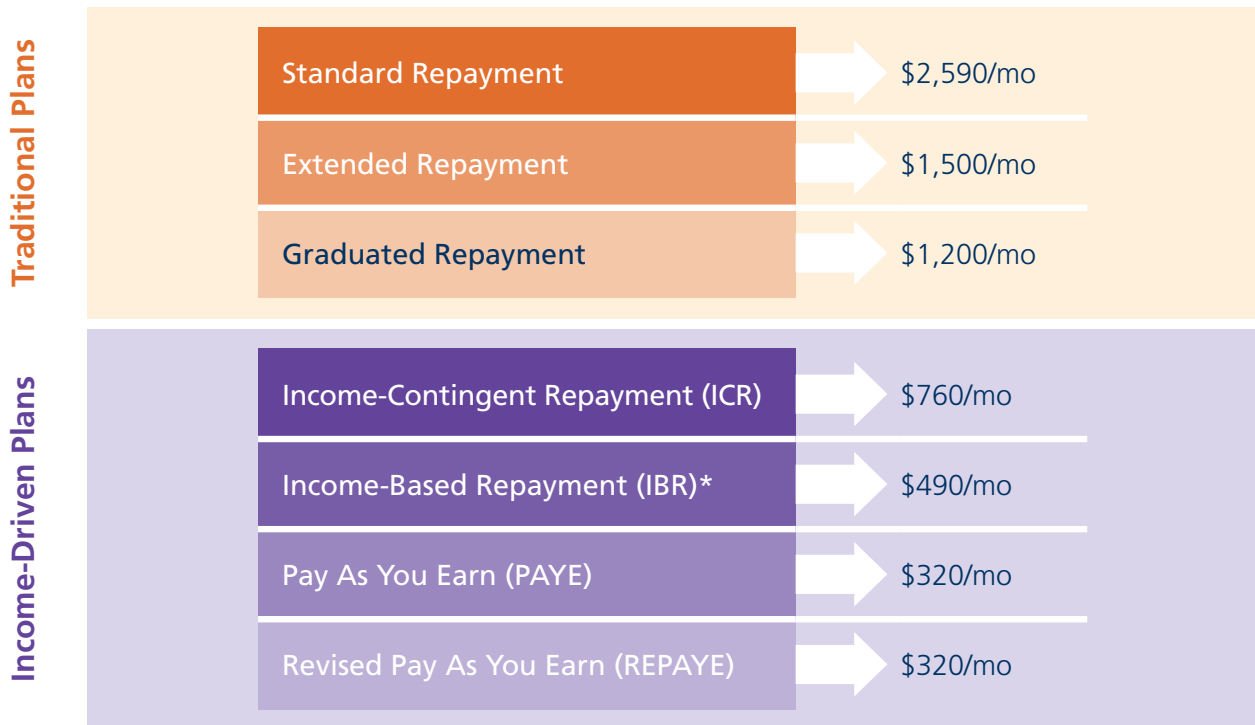 Traditional Plans
Standard Repayment
$2,590/mo
Extended Repayment
$1,500/mo
Graduated Repayment
$1,200/mo
Income-Driven Plans
Income-Contingent Repayment (ICR)
$760/mo
Income-Based Repayment (IBR)*
$490/mo
Pay As You Earn (PAYE)
$320/mo
Revised Pay As You Earn (REPAYE)
$320/mo